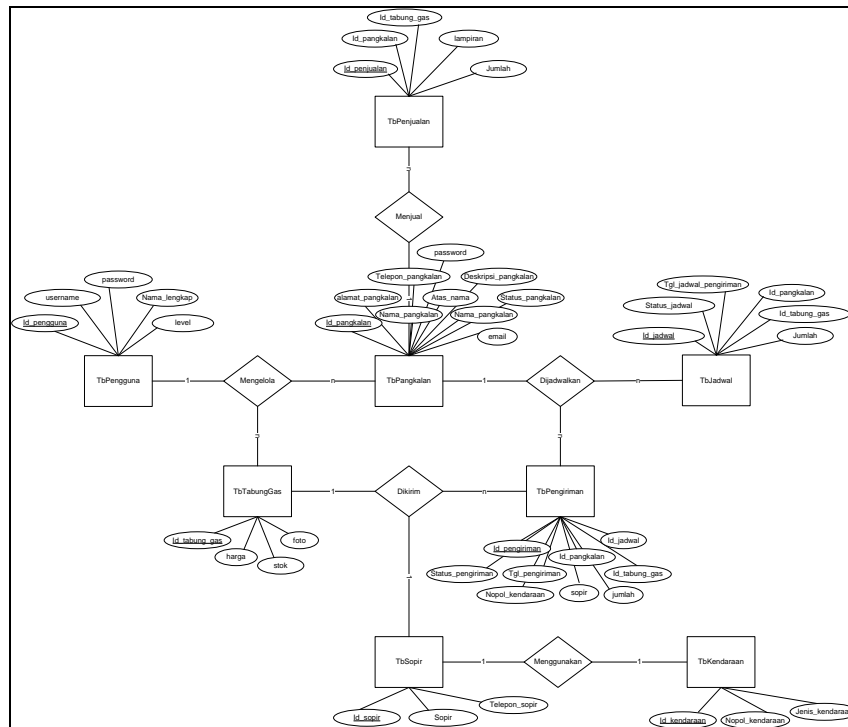 Id_tabung_gas
Id_pangkalan
lampiran
Id_penjualan
Jumlah
TbPenjualan
n
Menjual
1
password
Telepon_pangkalan
Deskripsi_pangkalan
alamat_pangkalan
Atas_nama
Status_pangkalan
Id_pangkalan
Nama_pangkalan
Nama_pangkalan
email
password
username
Nama_lengkap
Id_pengguna
level
Tgl_jadwal_pengiriman
Id_pangkalan
Status_jadwal
Id_tabung_gas
Id_jadwal
Jumlah
TbPengguna
1
Mengelola
n
TbPangkalan
1
Dijadwalkan
n
TbJadwal
n
n
TbTabungGas
1
Dikirim
n
TbPengiriman
Id_tabung_gas
foto
harga
stok
Id_jadwal
Id_pengiriman
Id_pangkalan
Status_pengiriman
Tgl_pengiriman
Id_tabung_gas
Nopol_kendaraan
sopir
jumlah
1
TbSopir
1
Menggunakan
1
TbKendaraan
Id_sopir
Sopir
Telepon_sopir
Id_kendaraan
Nopol_kendaraan
Jenis_kendaraa